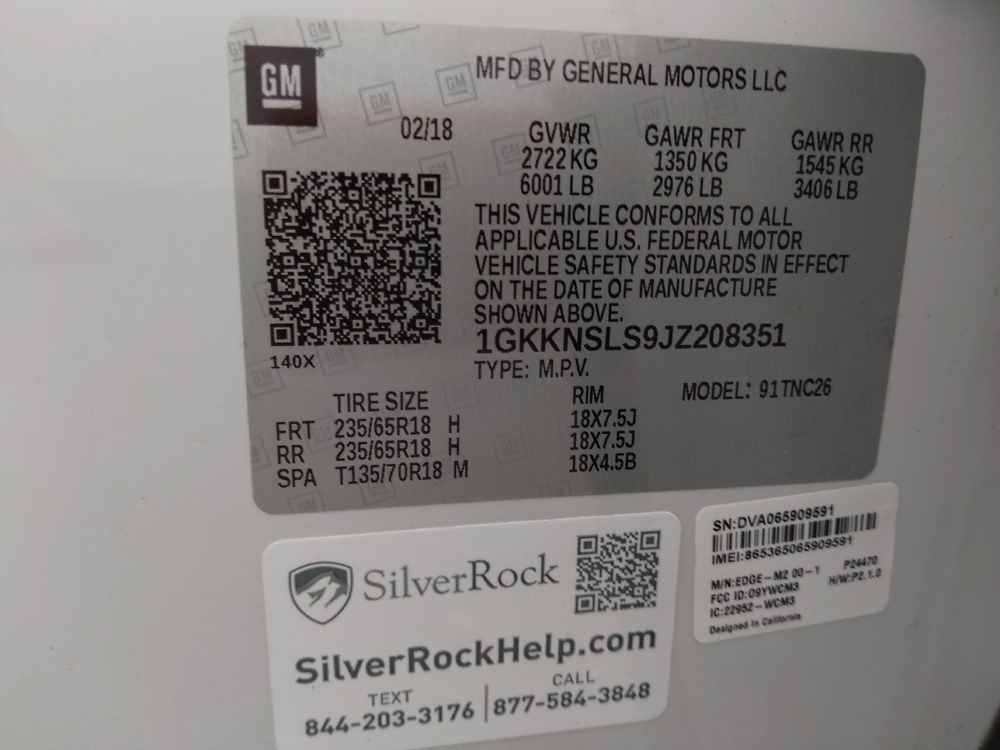 GM
MFD BY GENERAL MOTORS LLC
02/18
GVWR GAWR FRT GAWR RR
2722 KG 1350 KG 1545 KG
6001 LB 2976 LB 3406 LB
THIS VEHICLE CONFORMS TO ALL
APPLICABLE U.S. FEDERAL MOTOR
VEHICLE SAFETY STANDARDS IN EFFECT
ON THE DATE OF MANUFACTURE
SHOWN ABOVE.
1GKKNSLS9JZ208351
140X
TYPE: M.P.V. MODEL: 91TNC26
TIRE SIZE RIM
FRT 235/65R18 H 18X7.5J
RR 235/65R18 H 18X7.5J
SPA T135/70R18 M 18X4.5B
SilverRock
SilverRockHelp.com
TEXT CALL
844-203-3176 877-584-3848
SN:DVA065909591
IMEI:865365065909591
M/N:EDGE-M2 00-1 P24470
FCC ID:09YWCM3 H/W:P2.1.0
IC:22952-WCM3
Designed in California